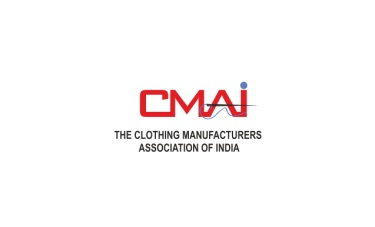 CMAI
THE CLOTHING MANUFACTURERS
ASSOCIATION OF INDIA